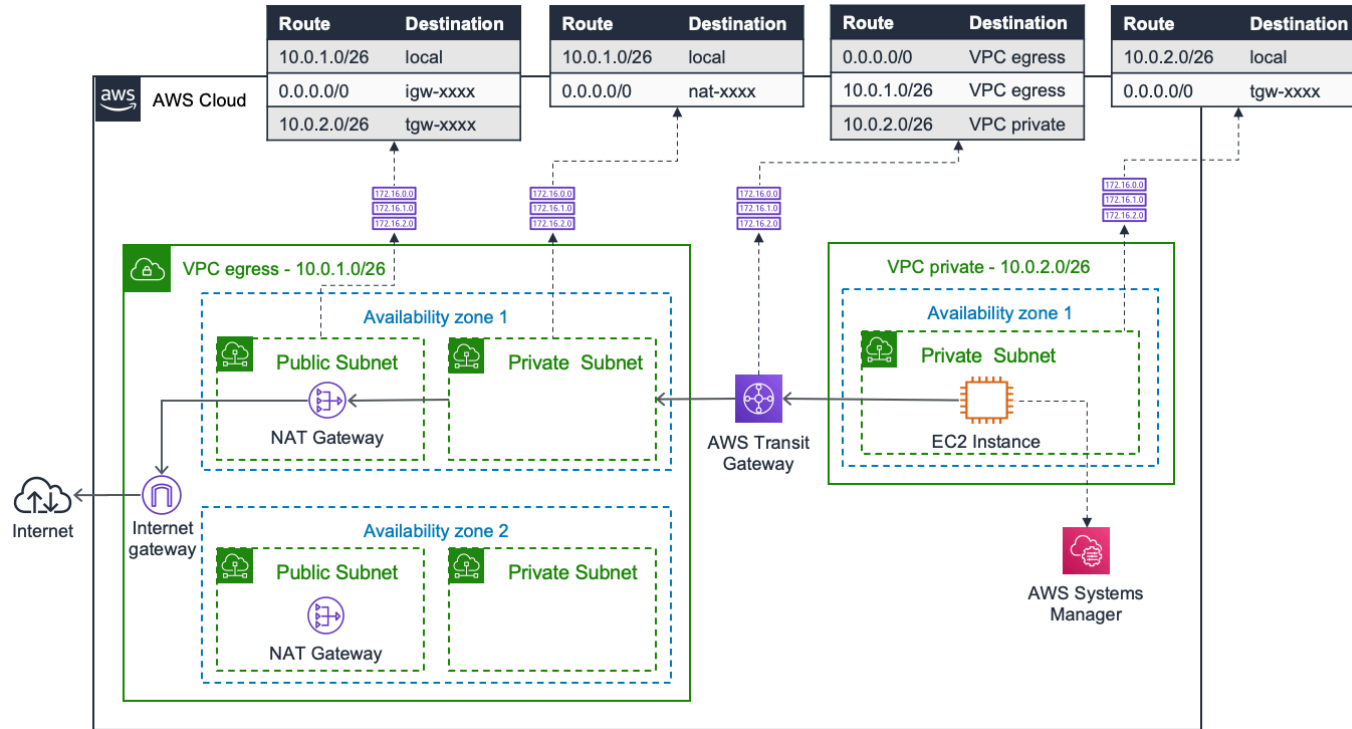 Route Destination
10.0.1.0/26 local
0.0.0.0/0 igw-xxxx
10.0.2.0/26 tgw-xxxx
Route Destination
10.0.1.0/26 local
0.0.0.0/0 nat-xxxx
Route Destination
0.0.0.0/0 VPC egress
10.0.1.0/26 VPC egress
10.0.2.0/26 VPC private
Route Destination
10.0.2.0/26 local
0.0.0.0/0 tgw-xxxx
aws
AWS Cloud
172.16.0.0
172.16.1.0
172.16.2.0
172.16.0.0
172.16.1.0
172.16.2.0
172.16.0.0
172.16.1.0
172.16.2.0
172.16.0.0
172.16.1.0
172.16.2.0
VPC egress - 10.0.1.0/26
Availability zone 1
Public Subnet
NAT Gateway
Private Subnet
AWS Transit
Gateway
VPC private - 10.0.2.0/26
Availability zone 1
Private Subnet
EC2 Instance
Internet
Internet
gateway
Availability zone 2
Public Subnet
NAT Gateway
Private Subnet
AWS Systems
Manager